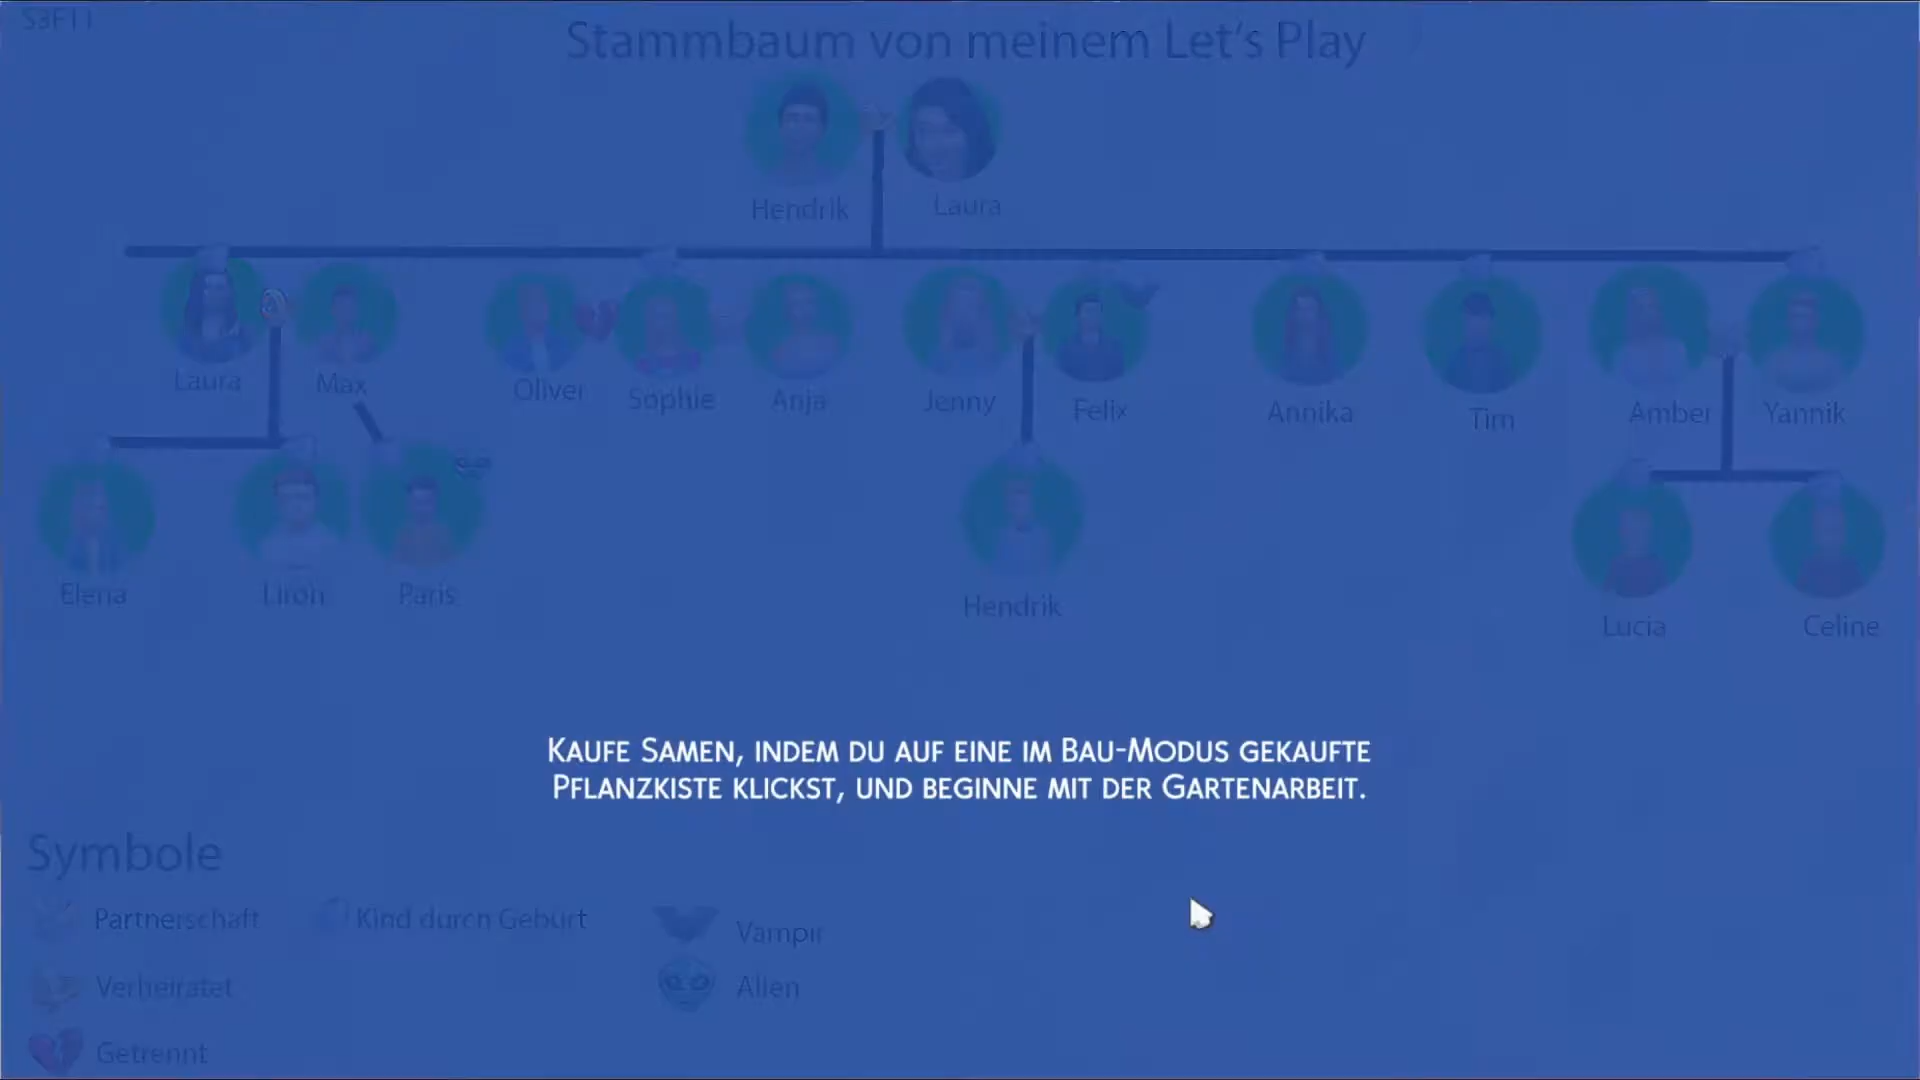 S3F11
Stammbaum von meinem Let's Play
Hendrik
Laura
Laura
Max
Oliver
Sophie
Anja
Jenny
Felix
Annika
Tim
Amber
Yannik
Elena
Liron
Paris
Hendrik
Lucia
Celine
KAUFE SAMEN, INDEM DU AUF EINE IM BAU-MODUS GEKAUFTE
PFLANZKISTE KLICKST, UND BEGINNE MIT DER GARTENARBEIT.
Symbole
Partnerschaft
Kind durch Geburt
Vampir
Verheiratet
Alien
Getrennt